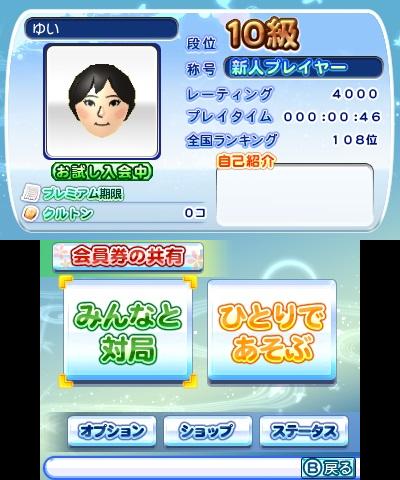 ゆい
段位 10級
称号 新人プレイヤー
レーティング 4000
プレイタイム 000:00:46
全国ランキング 108位
お試し入会中
自己紹介
プレミアム期限
クルトン 0コ
会員券の共有
みんなと
対局
ひとりで
あそぶ
オプション ショップ ステータス
B戻る